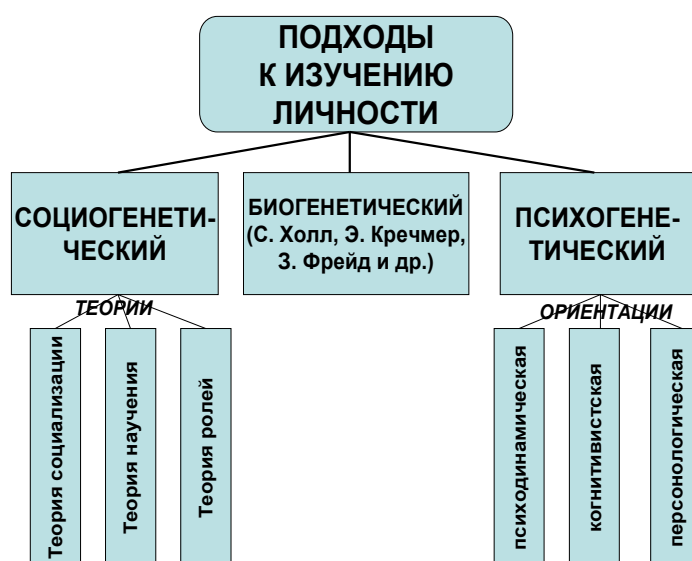 ПОДХОДЫ
К ИЗУЧЕНИЮ
ЛИЧНОСТИ
СОЦИОГЕНЕТИ-
ЧЕСКИЙ
БИОГЕНЕТИЧЕСКИЙ
(С. Холл, Э. Кречмер,
З. Фрейд и др.)
ПСИХОГЕНЕ-
ТИЧЕСКИЙ
ТЕОРИИ
ОРИЕНТАЦИИ
Теория социализации
Теория научения
Теория ролей
психодинамическая
когнитивистская
персонологическая